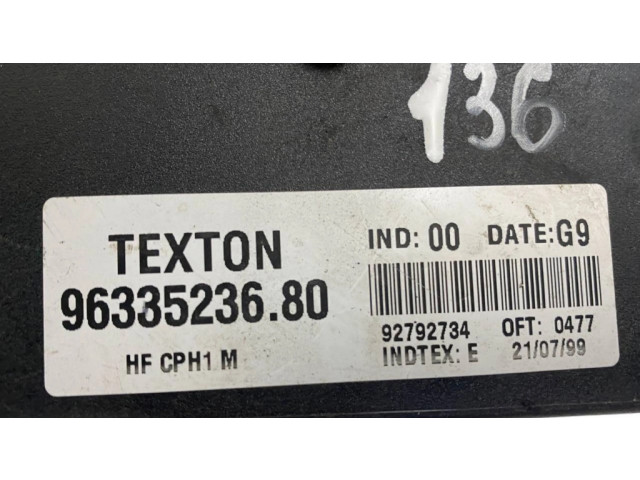 136
TEXTON
96335236.80
HF CPH1 M
IND: 00 DATE:G9
92792734 OFT: 0477
INDTEX: E 21/07/99